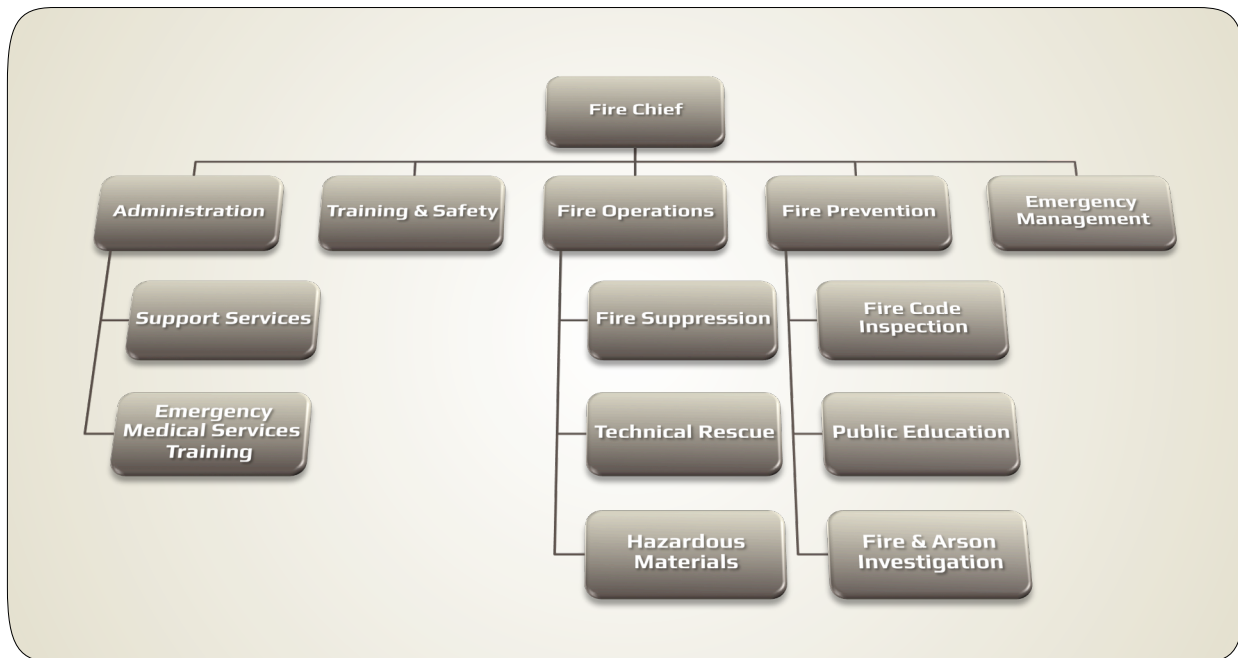 Fire Chief
Administration
Training & Safety
Fire Operations
Fire Prevention
Emergency
Management
Support Services
Fire Suppression
Fire Code
Inspection
Emergency
Medical Services
Training
Technical Rescue
Public Education
Hazardous
Materials
Fire & Arson
Investigation